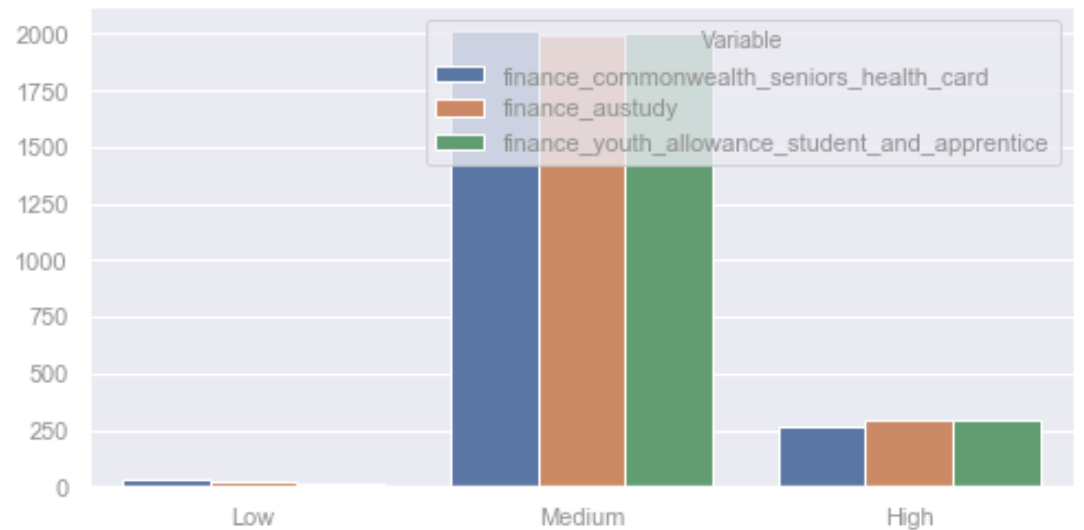 2000
1750
1500
1250
1000
750
500
250
0
Variable
finance_commonwealth_seniors_health_card
finance_austudy
finance_youth_allowance_student_and_apprentice
Low Medium High